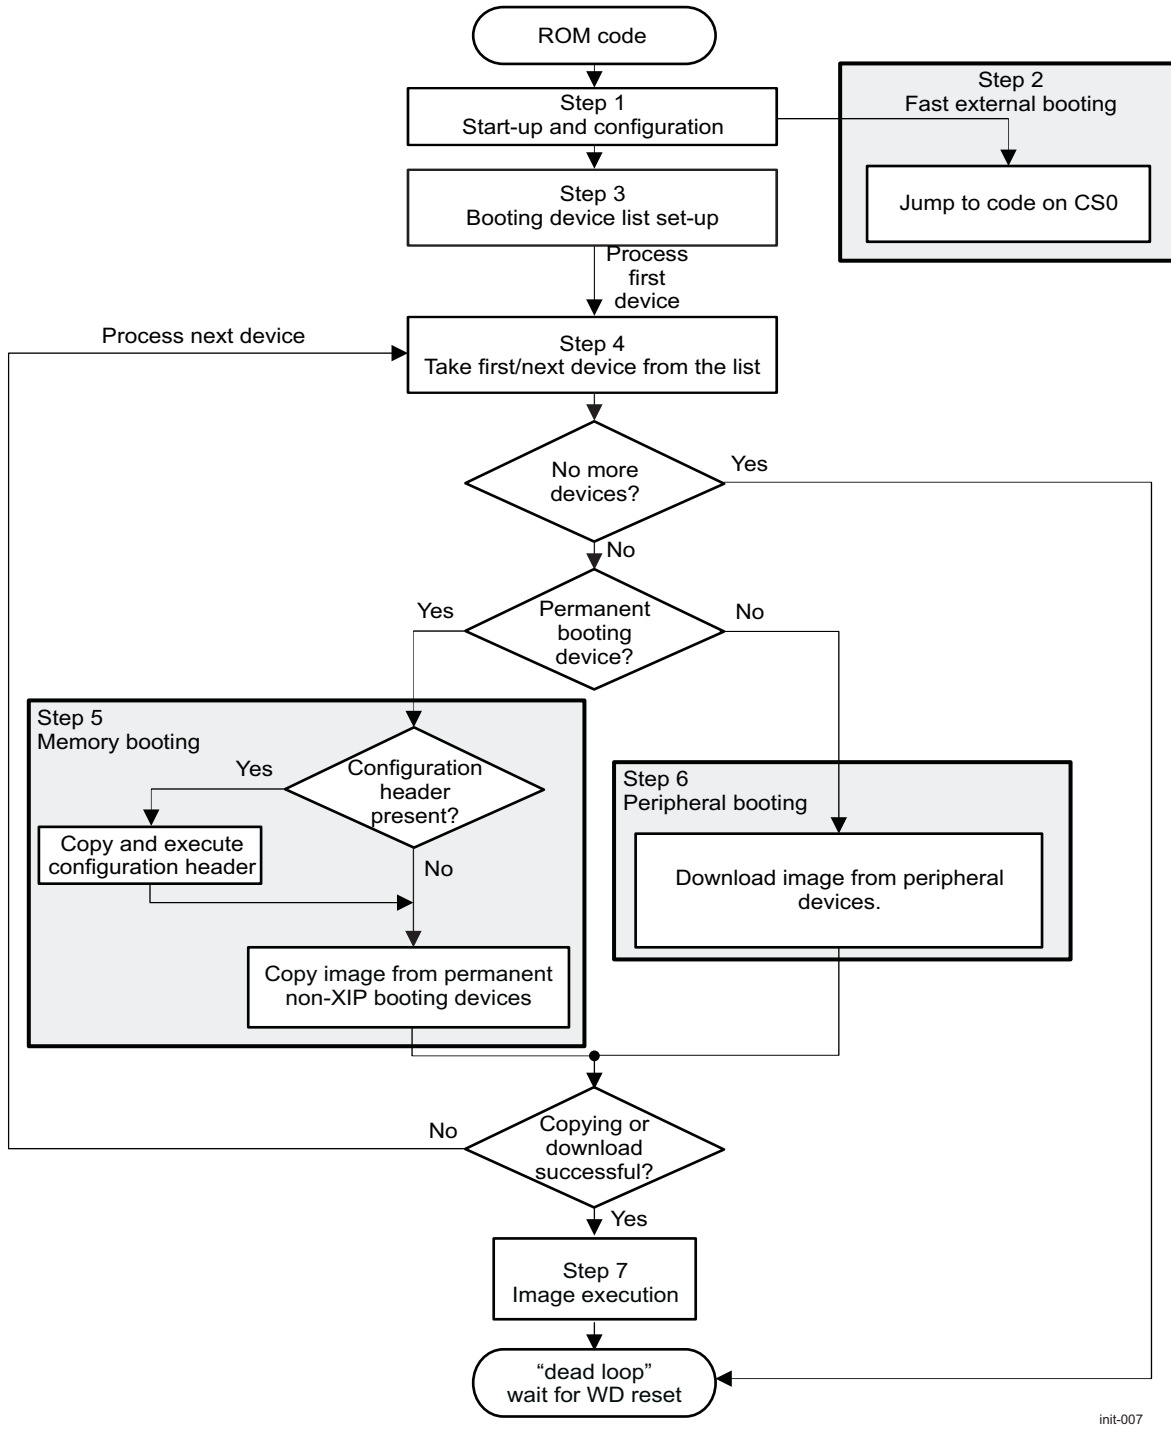 ROM code
Step 1
Start-up and configuration
Step 2
Fast external booting
Jump to code on CS0
Step 3
Booting device list set-up
Process
first
device
Process next device
Step 4
Take first/next device from the list
No more
devices?
Yes
No
Permanent
booting
device?
Yes
No
Step 5
Memory booting
Configuration
header
present?
Yes
Copy and execute
configuration header
No
Copy image from permanent
non-XIP booting devices
Step 6
Peripheral booting
Download image from peripheral
devices.
Copying or
download
successful?
No
Yes
Step 7
Image execution
“dead loop”
wait for WD reset
init-007